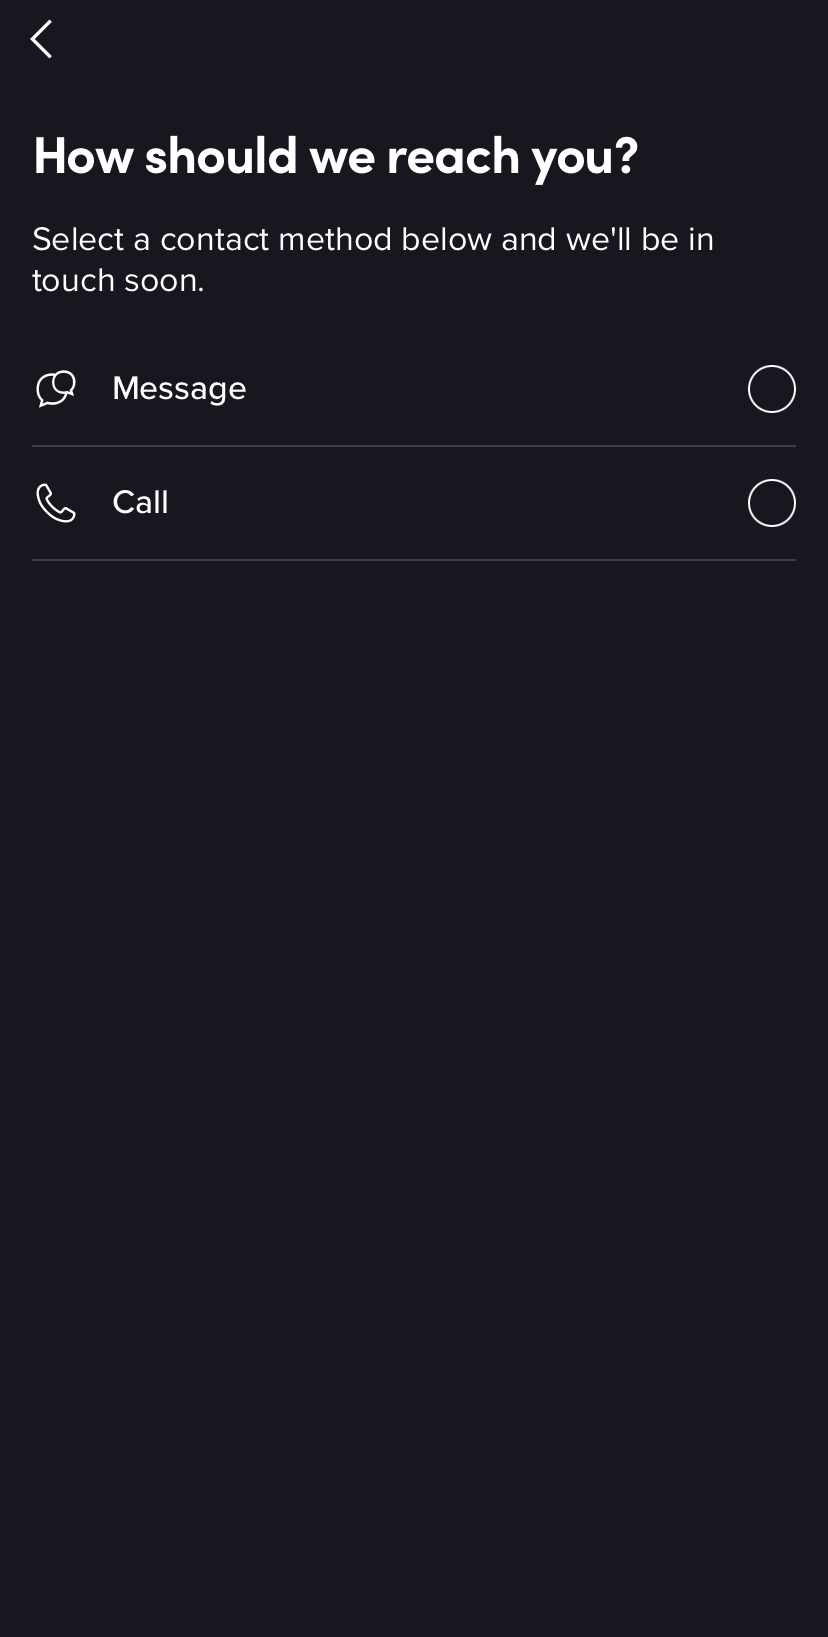 How should we reach you?
Select a contact method below and we'll be in
touch soon.
Message
Call